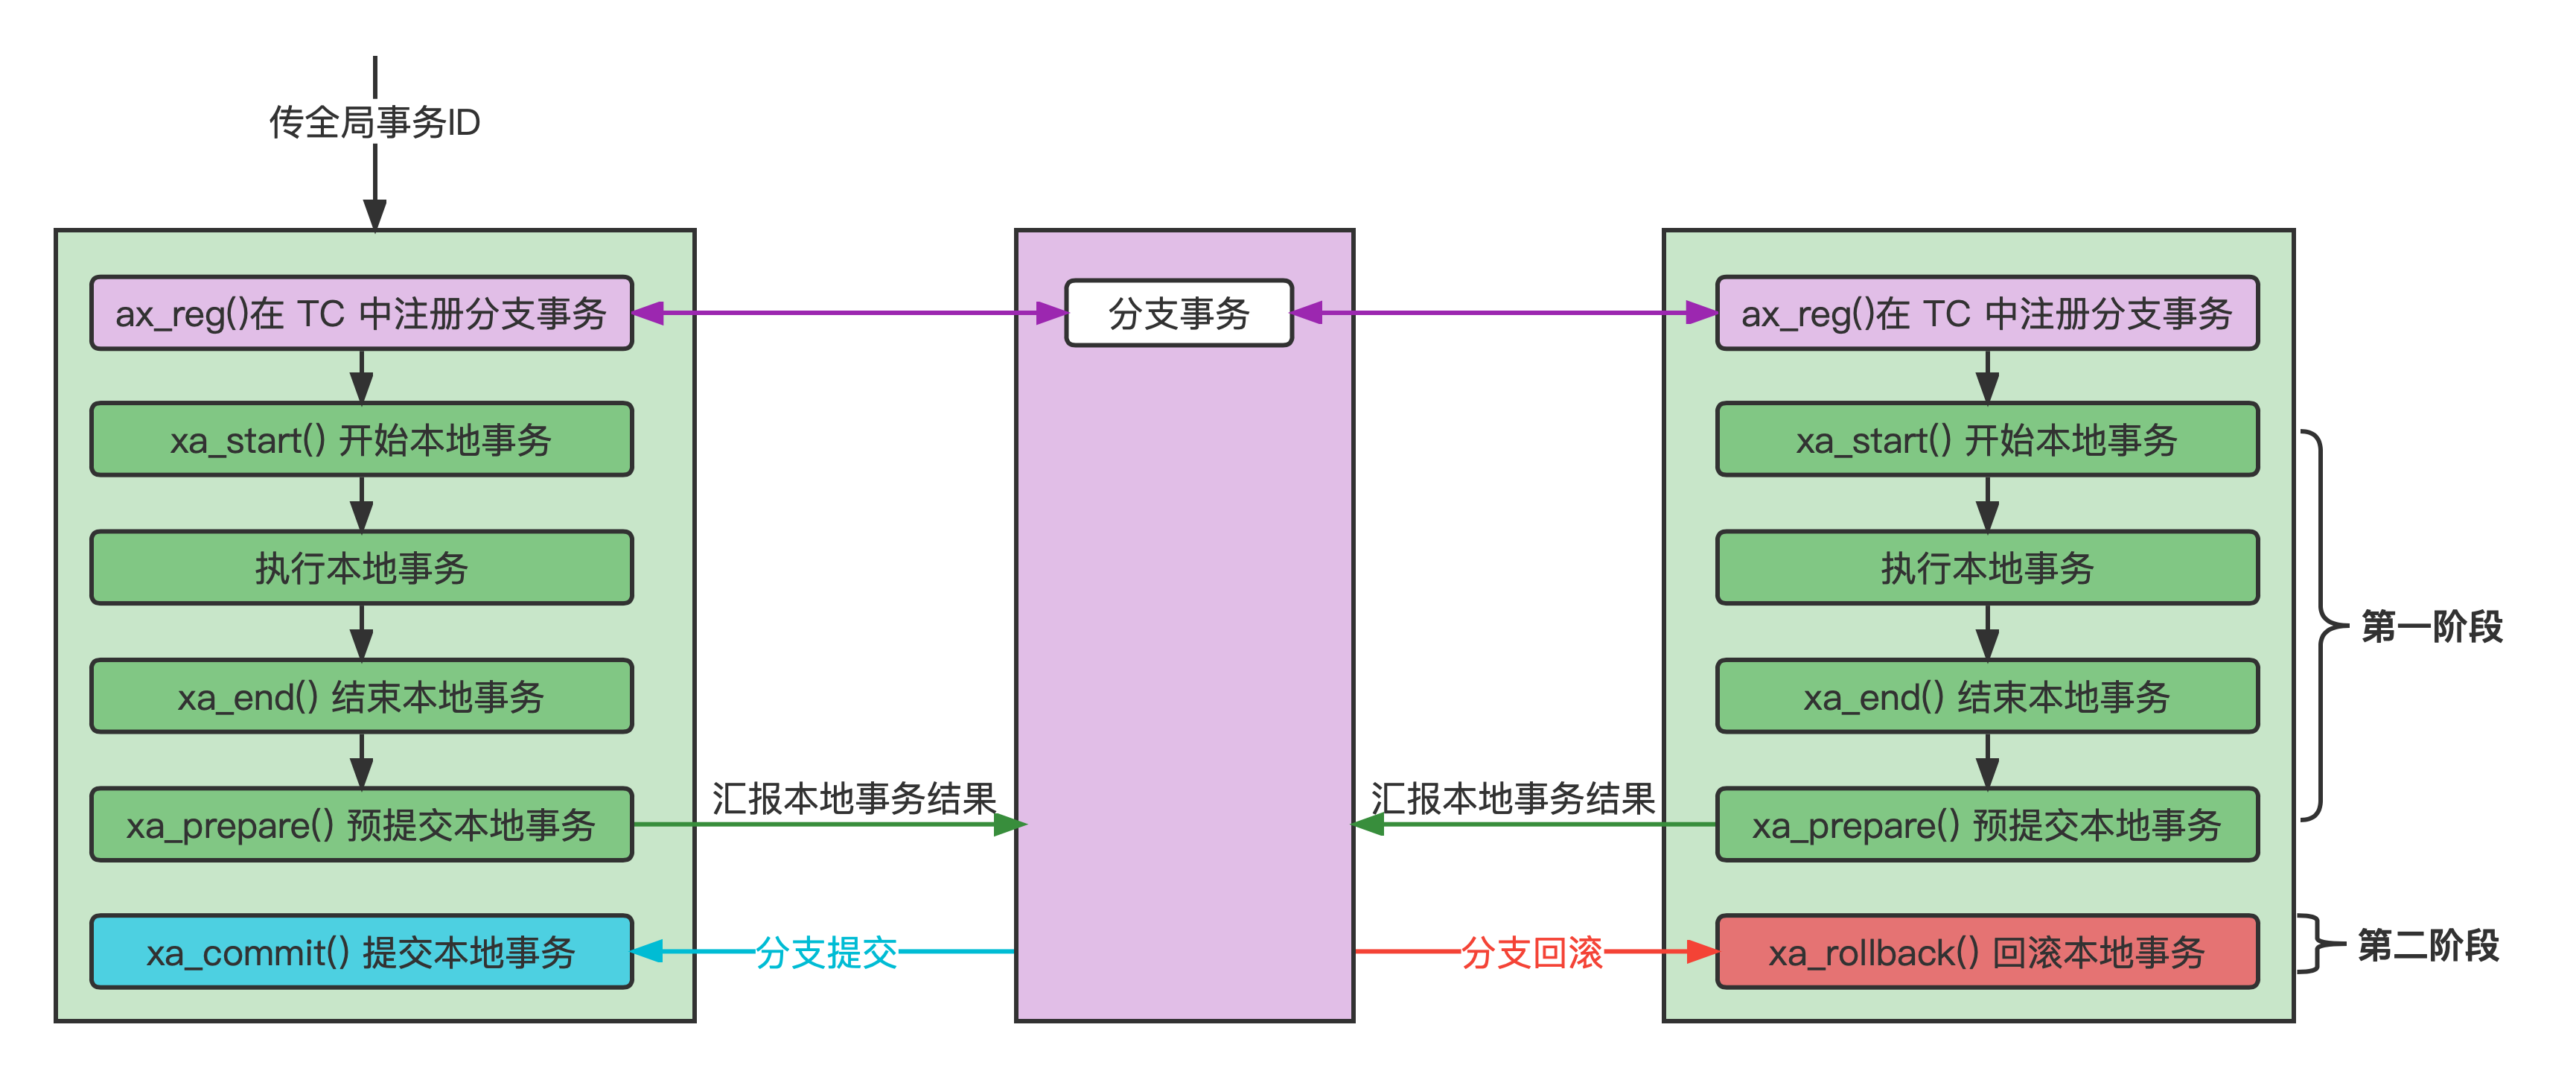 传全局事务ID
ax_reg()在 TC 中注册分支事务
分支事务
ax_reg()在 TC 中注册分支事务
xa_start() 开始本地事务
xa_start() 开始本地事务
执行本地事务
执行本地事务
第一阶段
xa_end() 结束本地事务
xa_end() 结束本地事务
汇报本地事务结果
汇报本地事务结果
xa_prepare() 预提交本地事务
xa_prepare() 预提交本地事务
xa_commit() 提交本地事务
分支提交
分支回滚
xa_rollback() 回滚本地事务
第二阶段